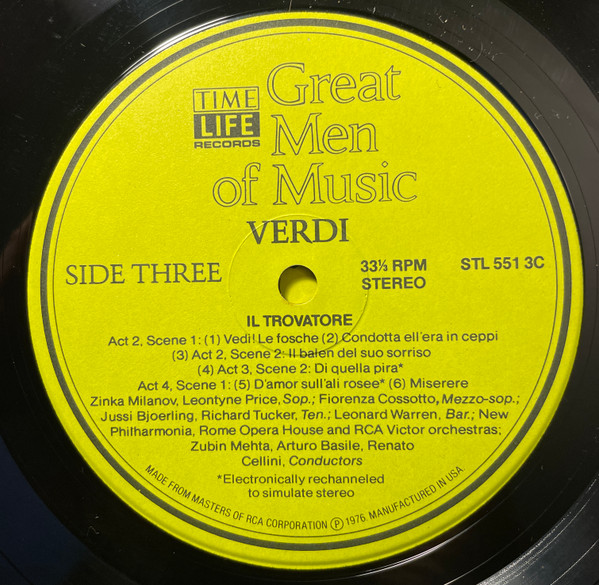 TIME
LIFE
RECORDS
Great
Men
of Music
VERDI
SIDE THREE
33⅓ RPM
STEREO
STL 551 3C
IL TROVATORE
Act 2, Scene 1: (1) Vedi! Le fosche (2) Condotta ell'era in ceppi
(3) Act 2, Scene 2: Il balen del suo sorriso
(4) Act 3, Scene 2: Di quella pira*
Act 4, Scene 1: (5) D'amor sull'ali rosee* (6) Miserere
Zinka Milanov, Leontyne Price, Sop.; Fiorenza Cossotto, Mezzo-sop.;
Jussi Bjoerling, Richard Tucker, Ten.; Leonard Warren, Bar.; New
Philharmonia, Rome Opera House and RCA Victor orchestras;
Zubin Mehta, Arturo Basile, Renato
Cellini, Conductors
*Electronically rechanneled
to simulate stereo
MADE FROM MASTERS OF RCA CORPORATION Ⓟ 1976. MANUFACTURED IN USA